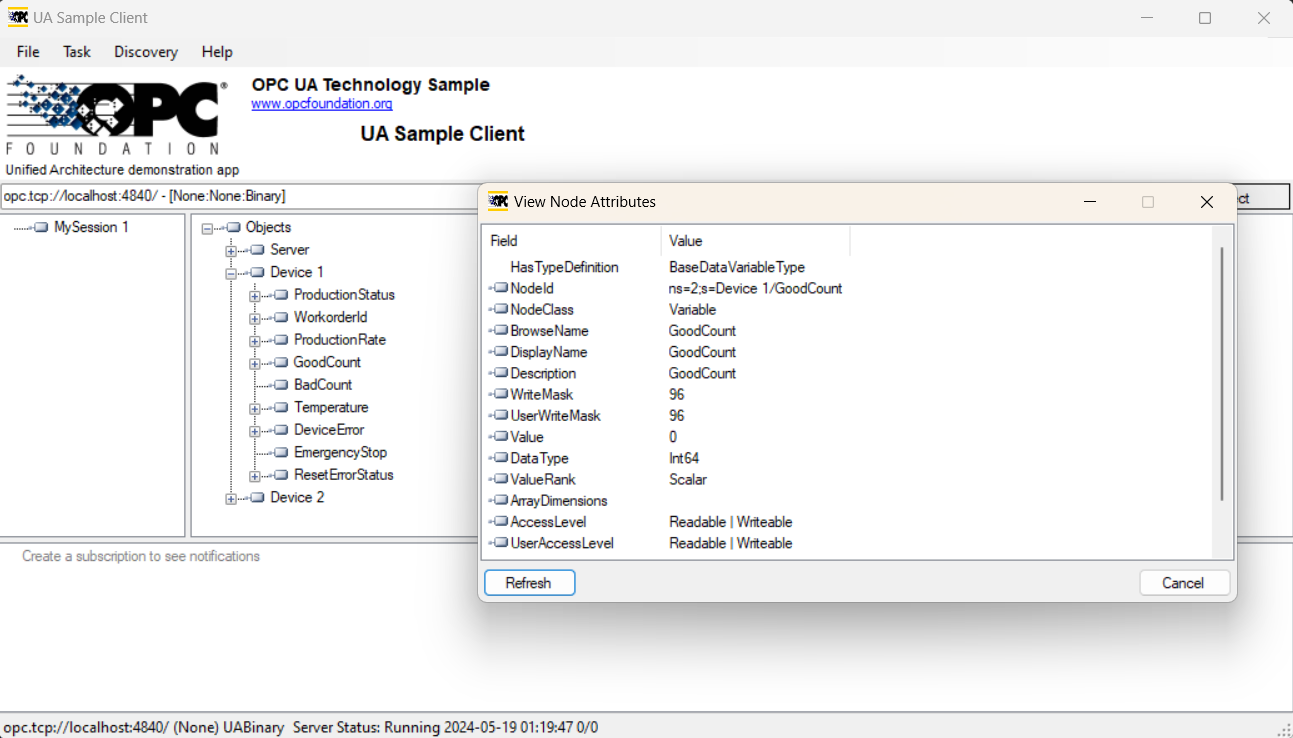 UA Sample Client
File Task Discovery Help
OPC®
FOUNDATION
Unified Architecture demonstration app
OPC UA Technology Sample
www.opcfoundation.org
UA Sample Client
opc.tcp://localhost:4840/ - [None:None:Binary]
MySession 1
Objects
Server
Device 1
ProductionStatus
WorkorderId
ProductionRate
GoodCount
BadCount
Temperature
DeviceError
EmergencyStop
ResetErrorStatus
Device 2
OPC View Node Attributes
Field Value
HasTypeDefinition BaseDataVariableType
NodeId ns=2;s=Device 1/GoodCount
NodeClass Variable
BrowseName GoodCount
DisplayName GoodCount
Description GoodCount
WriteMask 96
UserWriteMask 96
Value 0
DataType Int64
ValueRank Scalar
ArrayDimensions
AccessLevel Readable | Writeable
UserAccessLevel Readable | Writeable
Refresh Cancel
Create a subscription to see notifications
opc.tcp://localhost:4840/ (None) UABinary Server Status: Running 2024-05-19 01:19:47 0/0